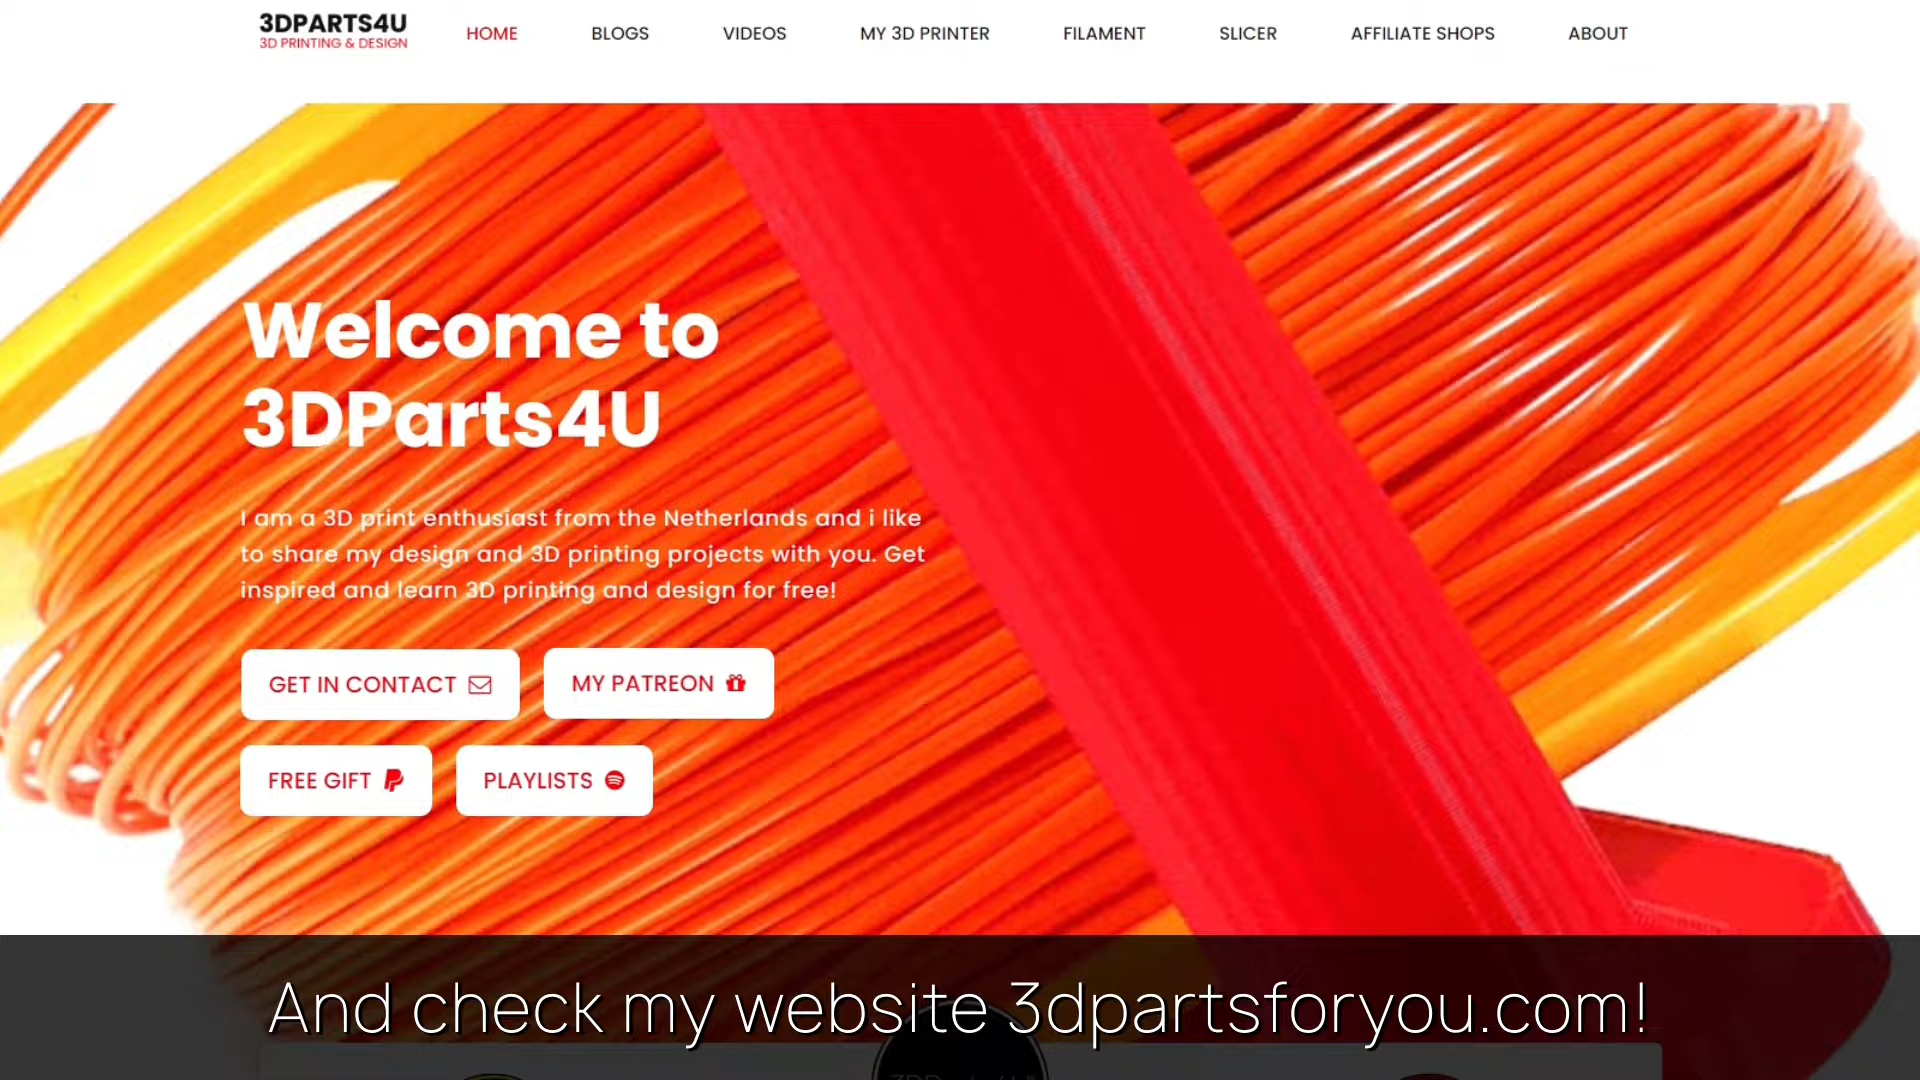 3DPARTS4U
3D PRINTING & DESIGN
HOME
BLOGS
VIDEOS
MY 3D PRINTER
FILAMENT
SLICER
AFFILIATE SHOPS
ABOUT
Welcome to
3DParts4U
I am a 3D print enthusiast from the Netherlands and i like
to share my design and 3D printing projects with you. Get
inspired and learn 3D printing and design for free!
GET IN CONTACT
MY PATREON
FREE GIFT
PLAYLISTS
And check my website 3dpartsforyou.com!